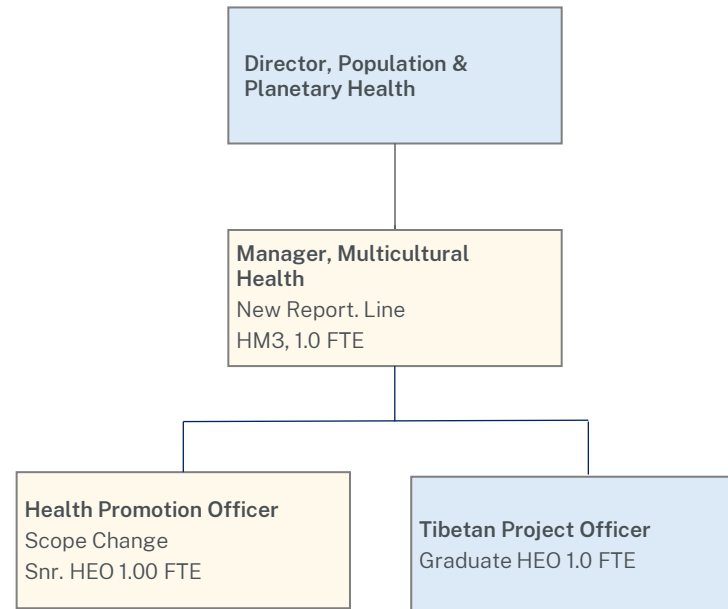 Director, Population &
Planetary Health
Manager, Multicultural
Health
New Report. Line
HM3, 1.0 FTE
Health Promotion Officer
Scope Change
Snr. HEO 1.00 FTE
Tibetan Project Officer
Graduate HEO 1.0 FTE